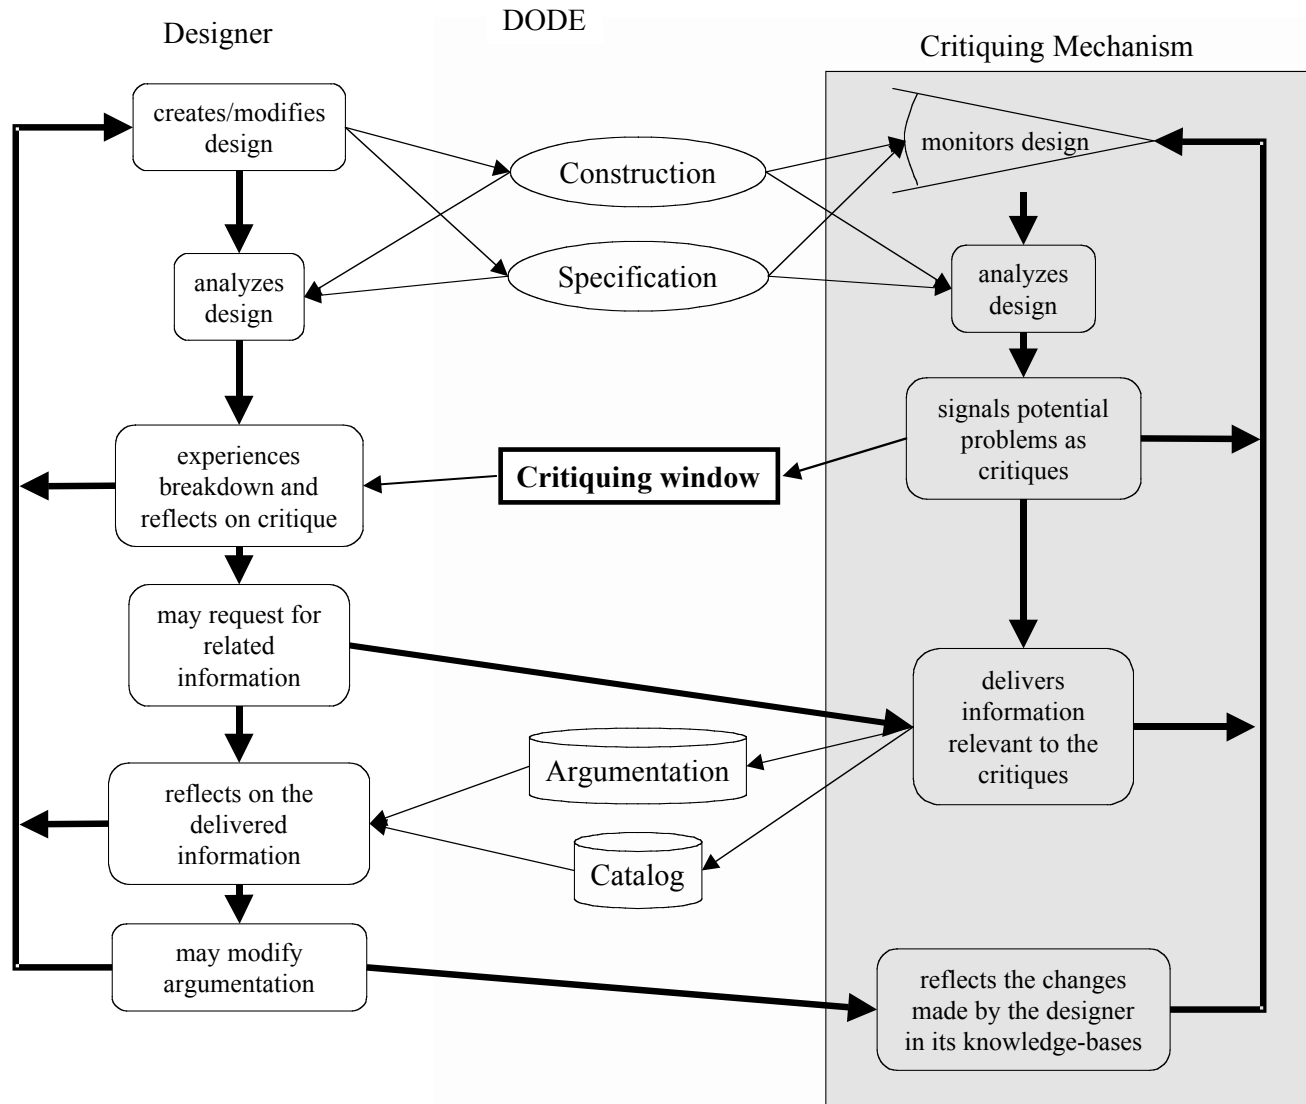 Designer
DODE
Critiquing Mechanism
creates/modifies
design
Construction
monitors design
analyzes
design
Specification
analyzes
design
experiences
breakdown and
reflects on critique
Critiquing window
signals potential
problems as
critiques
may request for
related
information
delivers
information
relevant to the
critiques
Argumentation
reflects on the
delivered
information
Catalog
may modify
argumentation
reflects the changes
made by the designer
in its knowledge-bases